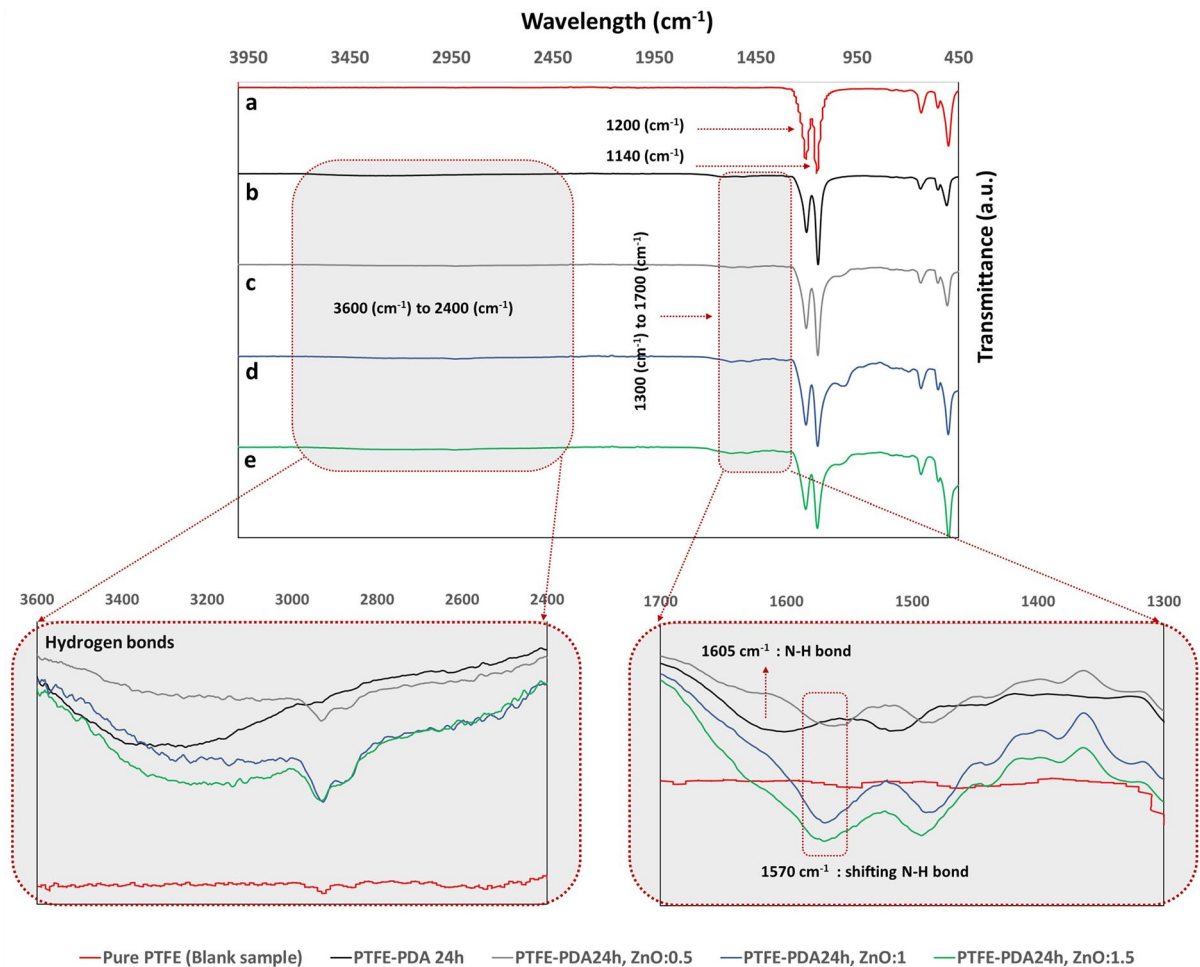 Wavelength (cm⁻¹)
3950 3450 2950 2450 1950 1450 950 450
a
1200 (cm⁻¹)
1140 (cm⁻¹)
b
c
3600 (cm⁻¹) to 2400 (cm⁻¹)
1300 (cm⁻¹) to 1700 (cm⁻¹)
Transmittance (a.u.)
d
e
3600 3400 3200 3000 2800 2600 2400
Hydrogen bonds
1700 1600 1500 1400 1300
1605 cm⁻¹ : N-H bond
1570 cm⁻¹ : shifting N-H bond
Pure PTFE (Blank sample) PTFE-PDA 24h PTFE-PDA24h, ZnO:0.5 PTFE-PDA24h, ZnO:1 PTFE-PDA24h, ZnO:1.5